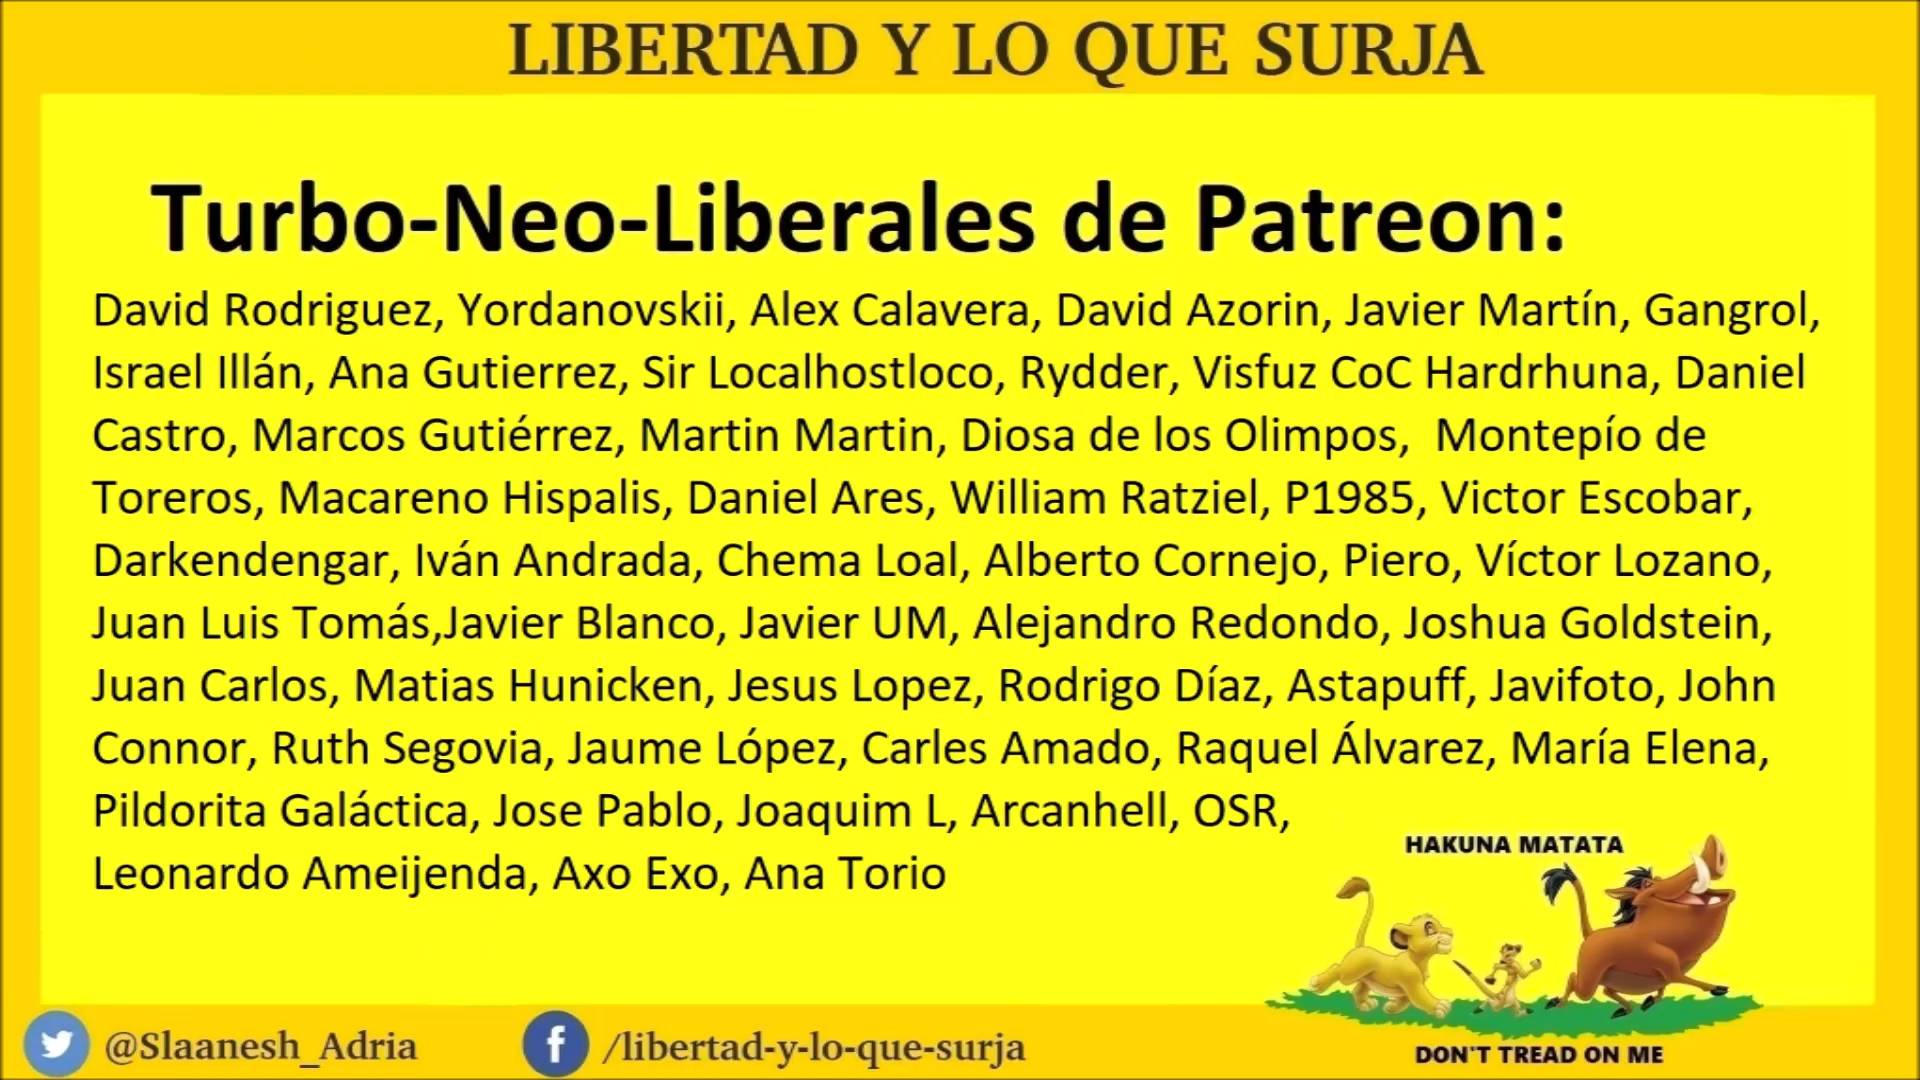 LIBERTAD Y LO QUE SURJA
Turbo-Neo-Liberales de Patreon:
David Rodriguez, Yordanovskii, Alex Calavera, David Azorin, Javier Martín, Gangrol,
Israel Illán, Ana Gutierrez, Sir Localhostloco, Rydder, Visfuz CoC Hardrhuna, Daniel
Castro, Marcos Gutiérrez, Martin Martin, Diosa de los Olimpos,  Montepío de
Toreros, Macareno Hispalis, Daniel Ares, William Ratziel, P1985, Victor Escobar,
Darkendengar, Iván Andrada, Chema Loal, Alberto Cornejo, Piero, Víctor Lozano,
Juan Luis Tomás,Javier Blanco, Javier UM, Alejandro Redondo, Joshua Goldstein,
Juan Carlos, Matias Hunicken, Jesus Lopez, Rodrigo Díaz, Astapuff, Javifoto, John
Connor, Ruth Segovia, Jaume López, Carles Amado, Raquel Álvarez, María Elena,
Pildorita Galáctica, Jose Pablo, Joaquim L, Arcanhell, OSR,
Leonardo Ameijenda, Axo Exo, Ana Torio
HAKUNA MATATA
DON'T TREAD ON ME
@Slaanesh_Adria
/libertad-y-lo-que-surja